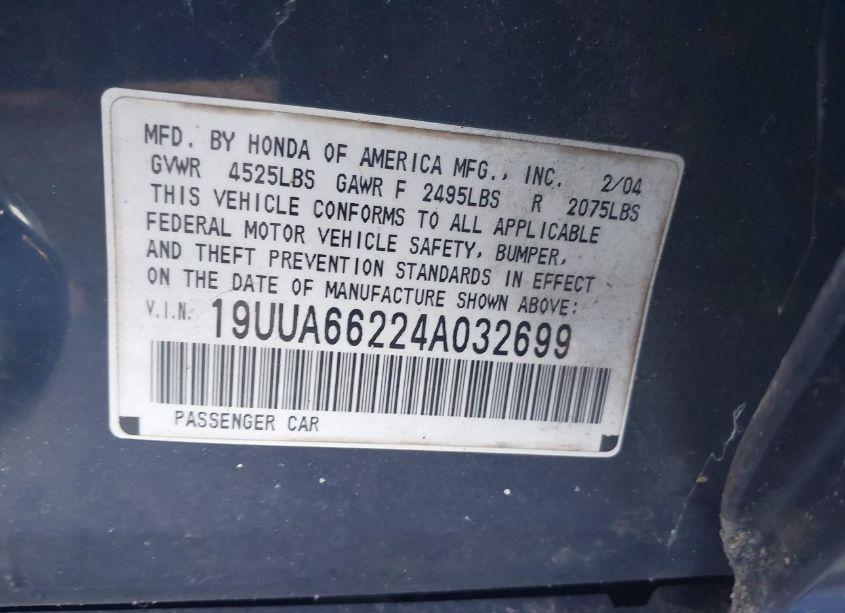 MFD. BY HONDA OF AMERICA MFG., INC. 2/04
GVWR 4525LBS GAWR F 2495LBS R 2075LBS
THIS VEHICLE CONFORMS TO ALL APPLICABLE
FEDERAL MOTOR VEHICLE SAFETY, BUMPER,
AND THEFT PREVENTION STANDARDS IN EFFECT
ON THE DATE OF MANUFACTURE SHOWN ABOVE:
V.I.N: 19UUA66224A032699
PASSENGER CAR